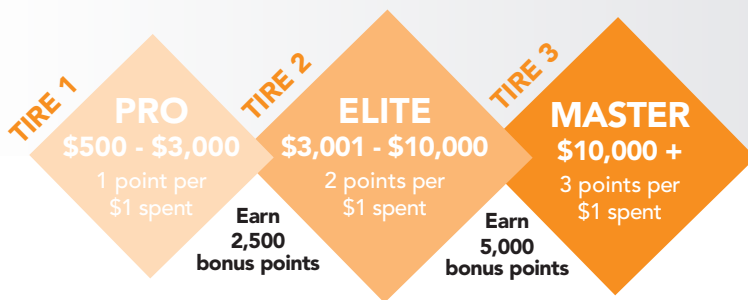 TIRE 1
PRO
$500 - $3,000
1 point per
$1 spent
Earn
2,500
bonus points
TIRE 2
ELITE
$3,001 - $10,000
2 points per
$1 spent
Earn
5,000
bonus points
TIRE 3
MASTER
$10,000 +
3 points per
$1 spent